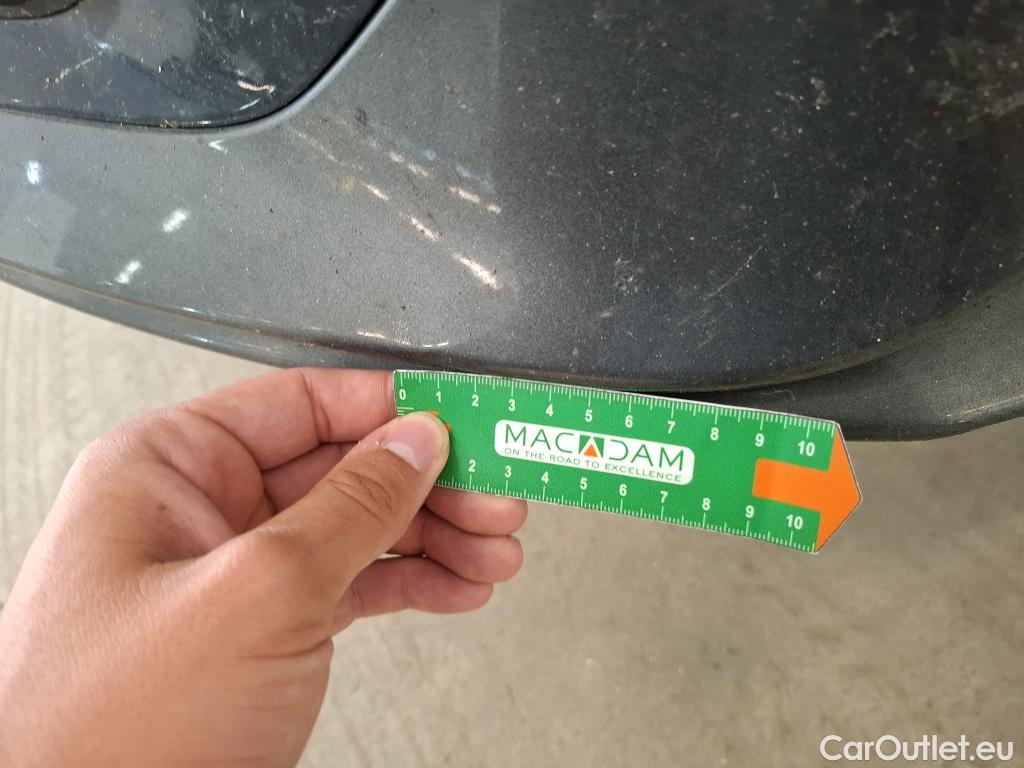 0 1 2 3 4 5 6 7 8 9 10
MACADAM
ON THE ROAD TO EXCELLENCE
2 3 4 5 6 7 8 9 10
CarOutlet.eu